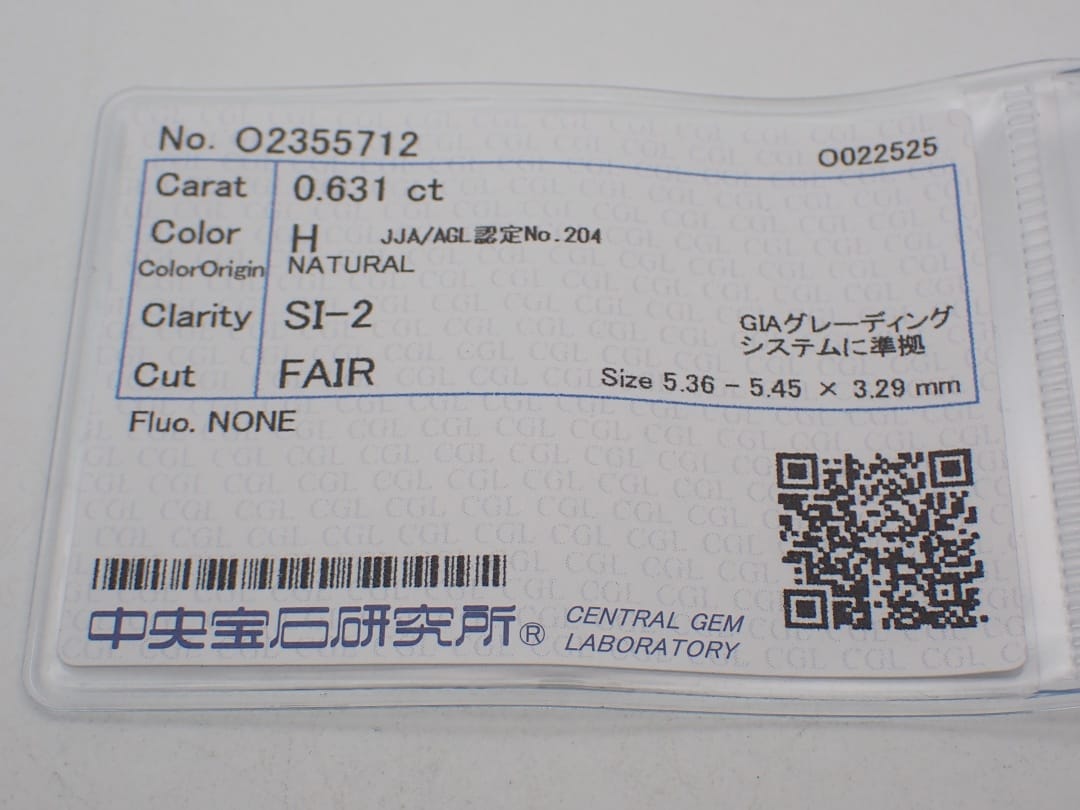 No. O2355712
O022525
Carat 0.631 ct
Color H JJA/AGL認定No.204
ColorOrigin NATURAL
Clarity SI-2
GIAグレーディング
システムに準拠
Cut FAIR
Size 5.36 - 5.45 × 3.29 mm
Fluo. NONE
中央宝石研究所® CENTRAL GEM
LABORATORY